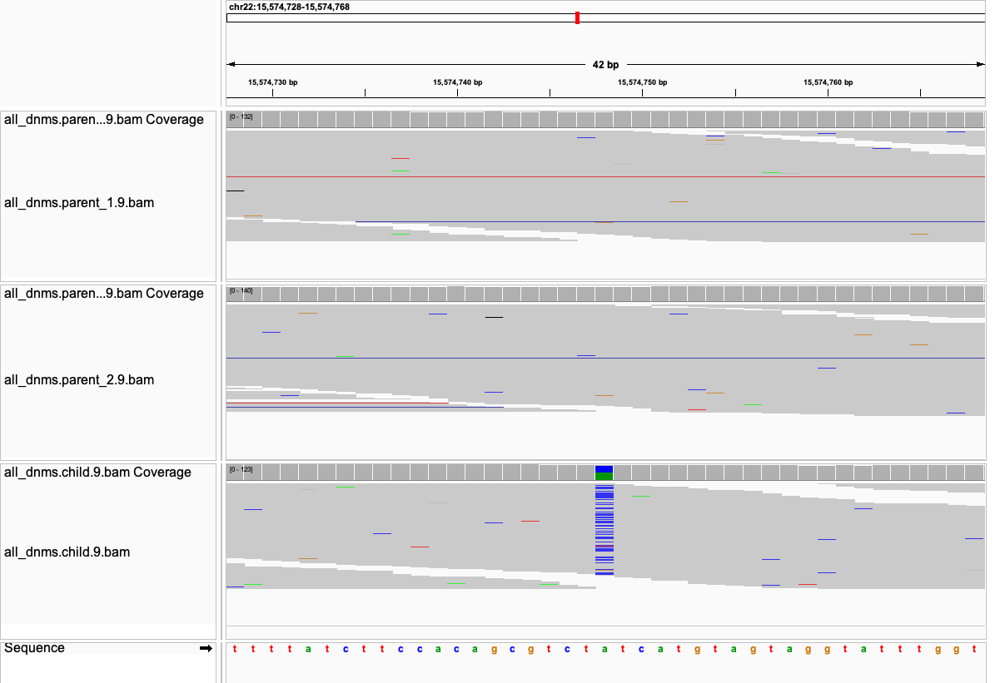 chr22:15,574,728-15,574,768
42 bp
15,574,730 bp 15,574,740 bp 15,574,750 bp 15,574,760 bp
all_dnms.paren...9.bam Coverage
[0 - 132]
all_dnms.parent_1.9.bam
all_dnms.paren...9.bam Coverage
[0 - 140]
all_dnms.parent_2.9.bam
all_dnms.child.9.bam Coverage
[0 - 123]
all_dnms.child.9.bam
Sequence t t t t a t c t t c c a c a g c g t c t a t c a t g t a g t a g g t a t t t g g t